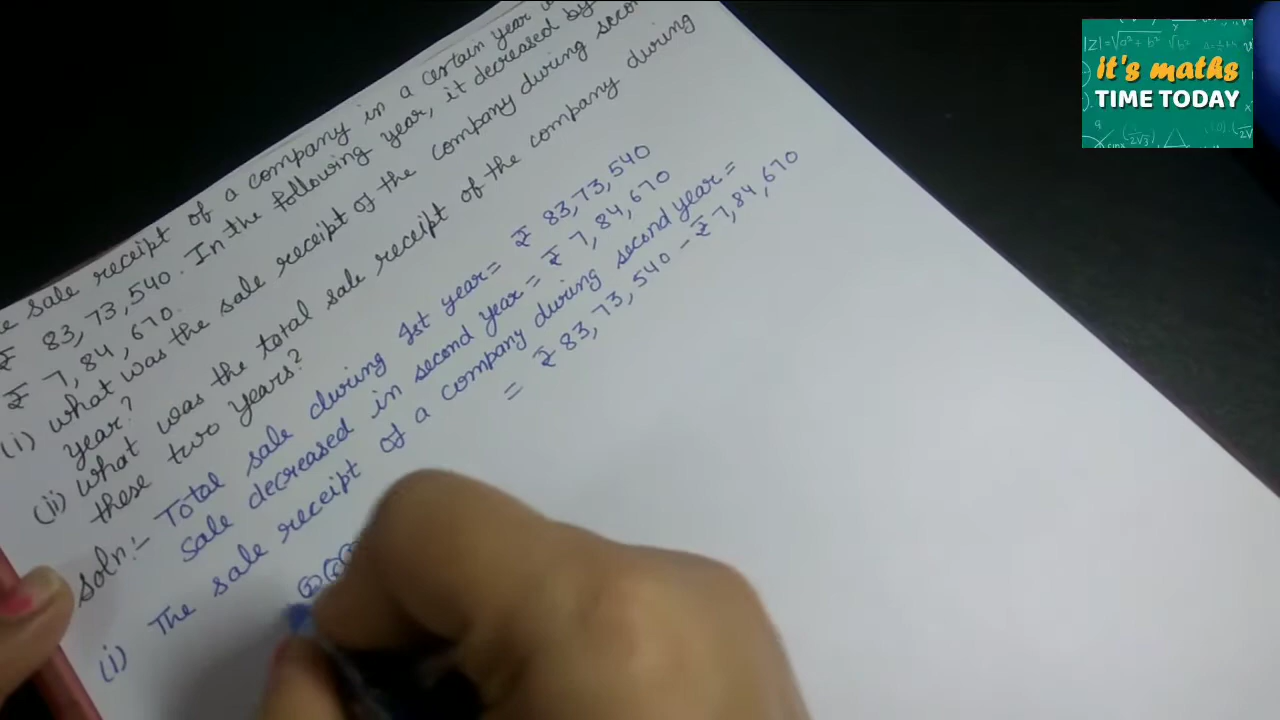 sale receipt of a company in a certain year
₹ 83,73,540. In the following year, it decreased by
₹ 7,84,670.
(i) what was the sale receipt of the company during
year?
(ii) what was the total sale receipt of the company during
these two years?
Soln:- Total sale during 1st year = ₹ 83,73,540
Sale decreased in second year = ₹ 7,84,670
(i) The sale receipt of a company during second year =
= ₹ 83,73,540 - ₹ 7,84,670
it's maths
TIME TODAY